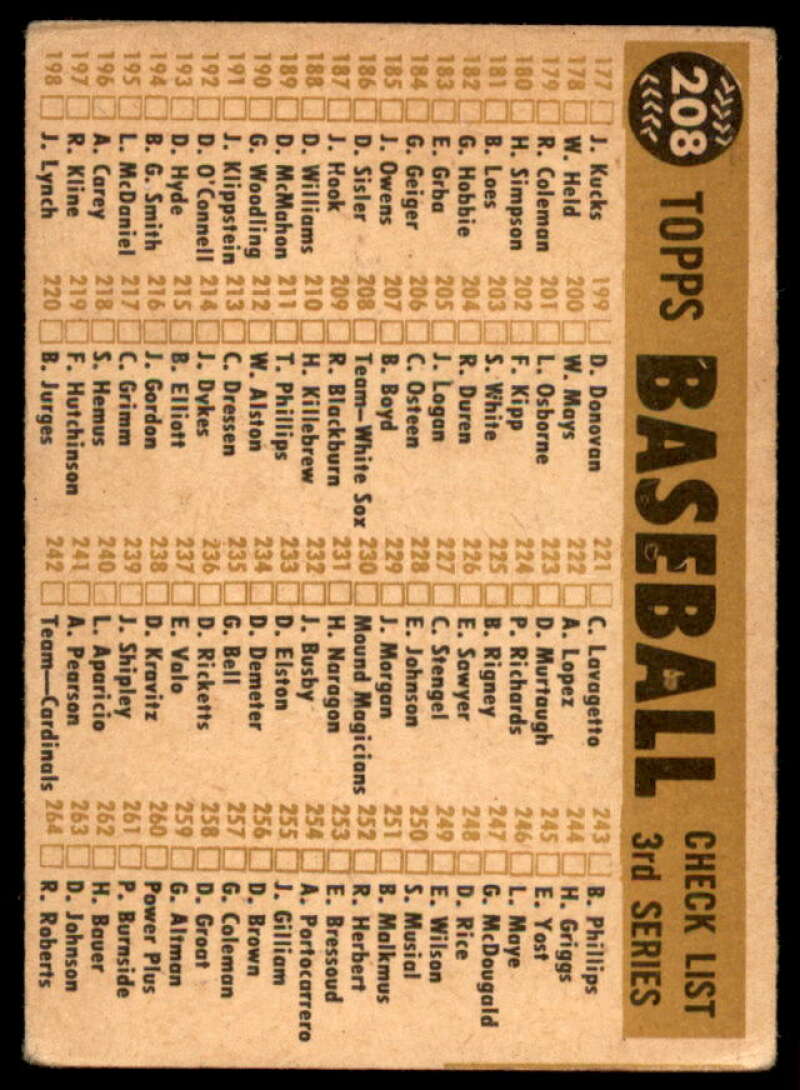 208
TOPPS BASEBALL CHECK LIST
3rd SERIES
177 J. Kucks
178 W. Held
179 R. Coleman
180 H. Simpson
181 B. Loes
182 G. Hobbie
183 E. Grba
184 G. Geiger
185 J. Owens
186 D. Sisler
187 J. Hook
188 D. Williams
189 D. McMahon
190 G. Woodling
191 J. Klippstein
192 D. O'Connell
193 D. Hyde
194 B. G. Smith
195 L. McDaniel
196 A. Carey
197 R. Kline
198 J. Lynch
199 D. Donovan
200 W. Mays
201 L. Osborne
202 F. Kipp
203 S. White
204 R. Duren
205 J. Logan
206 C. Osteen
207 B. Boyd
208 Team—White Sox
209 R. Blackburn
210 H. Killebrew
211 T. Phillips
212 W. Alston
213 C. Dressen
214 J. Dykes
215 B. Elliott
216 J. Gordon
217 C. Grimm
218 S. Hemus
219 F. Hutchinson
220 B. Jurges
221 C. Lavagetto
222 A. Lopez
223 D. Murtaugh
224 P. Richards
225 B. Rigney
226 E. Sawyer
227 C. Stengel
228 E. Johnson
229 J. Morgan
230 Mound Magicians
231 H. Naragon
232 J. Busby
233 D. Elston
234 D. Demeter
235 G. Bell
236 D. Ricketts
237 E. Valo
238 D. Kravitz
239 J. Shipley
240 L. Aparicio
241 A. Pearson
242 Team—Cardinals
243 B. Phillips
244 H. Griggs
245 E. Yost
246 L. Maye
247 G. McDougald
248 D. Rice
249 E. Wilson
250 S. Musial
251 B. Malkmus
252 R. Herbert
253 E. Bressoud
254 A. Portocarrero
255 J. Gilliam
256 D. Brown
257 G. Coleman
258 D. Groat
259 G. Altman
260 Power Plus
261 P. Burnside
262 H. Bauer
263 D. Johnson
264 R. Roberts